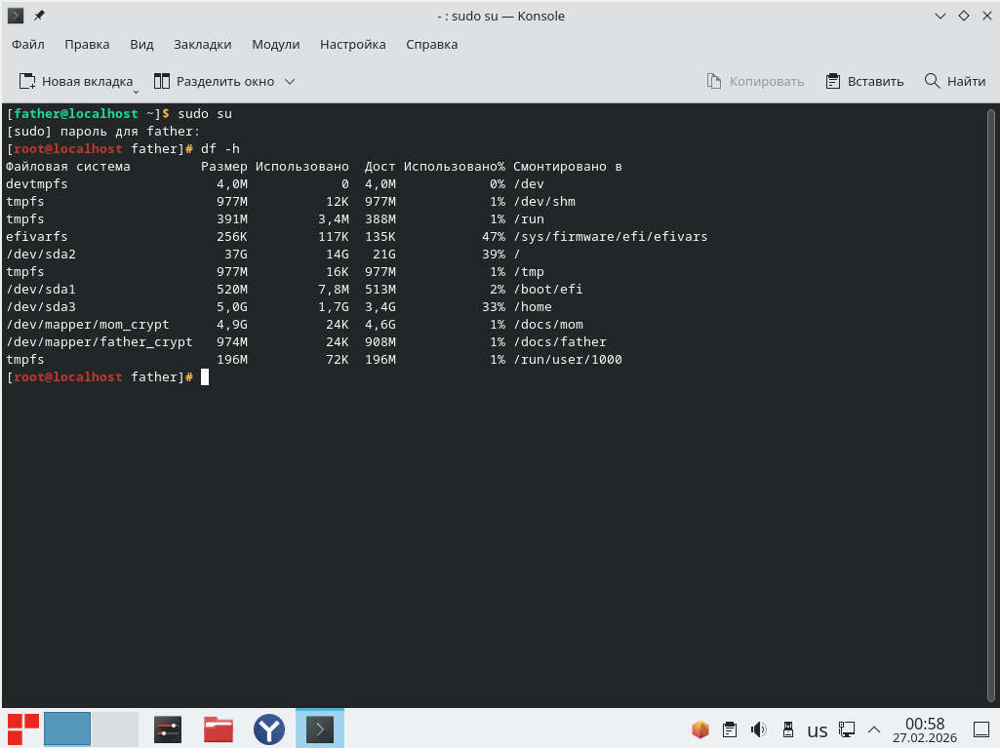 - : sudo su — Konsole
Файл Правка Вид Закладки Модули Настройка Справка
Новая вкладка Разделить окно Копировать Вставить Найти
[father@localhost ~]$ sudo su
[sudo] пароль для father:
[root@localhost father]# df -h
Файловая система         Размер Использовано  Дост Использовано% Смонтировано в
devtmpfs                   4,0M            0  4,0M            0% /dev
tmpfs                      977M          12K  977M            1% /dev/shm
tmpfs                      391M         3,4M  388M            1% /run
efivarfs                   256K         117K  135K           47% /sys/firmware/efi/efivars
/dev/sda2                   37G          14G   21G           39% /
tmpfs                      977M          16K  977M            1% /tmp
/dev/sda1                  520M         7,8M  513M            2% /boot/efi
/dev/sda3                  5,0G         1,7G  3,4G           33% /home
/dev/mapper/mom_crypt      4,9G          24K  4,6G            1% /docs/mom
/dev/mapper/father_crypt   974M          24K  908M            1% /docs/father
tmpfs                      196M          72K  196M            1% /run/user/1000
[root@localhost father]#
us 00:58
27.02.2026